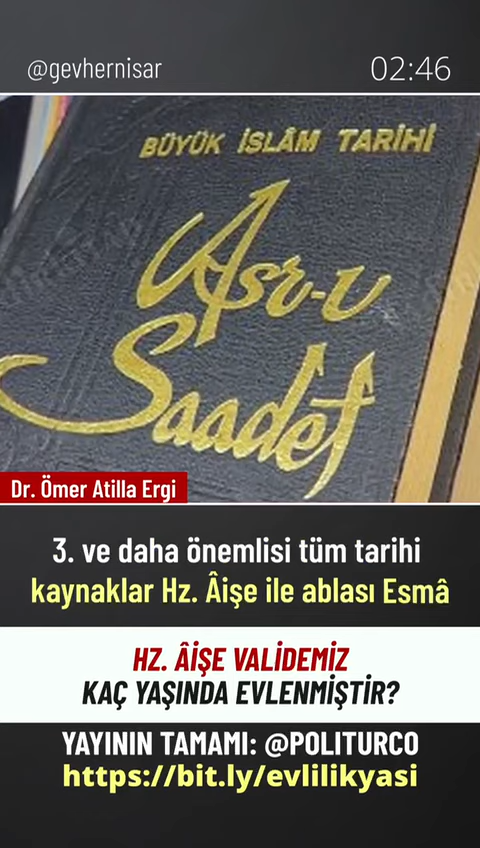 @gevhernisar
02:46
BÜYÜK İSLÂM TARİHİ
Asr-ı
Saadet
Dr. Ömer Atilla Ergi
3. ve daha önemlisi tüm tarihi
kaynaklar Hz. Âişe ile ablası Esmâ
HZ. ÂİŞE VALİDEMİZ
KAÇ YAŞINDA EVLENMİŞTİR?
YAYININ TAMAMI: @POLITURCO
https://bit.ly/evlilikyasi